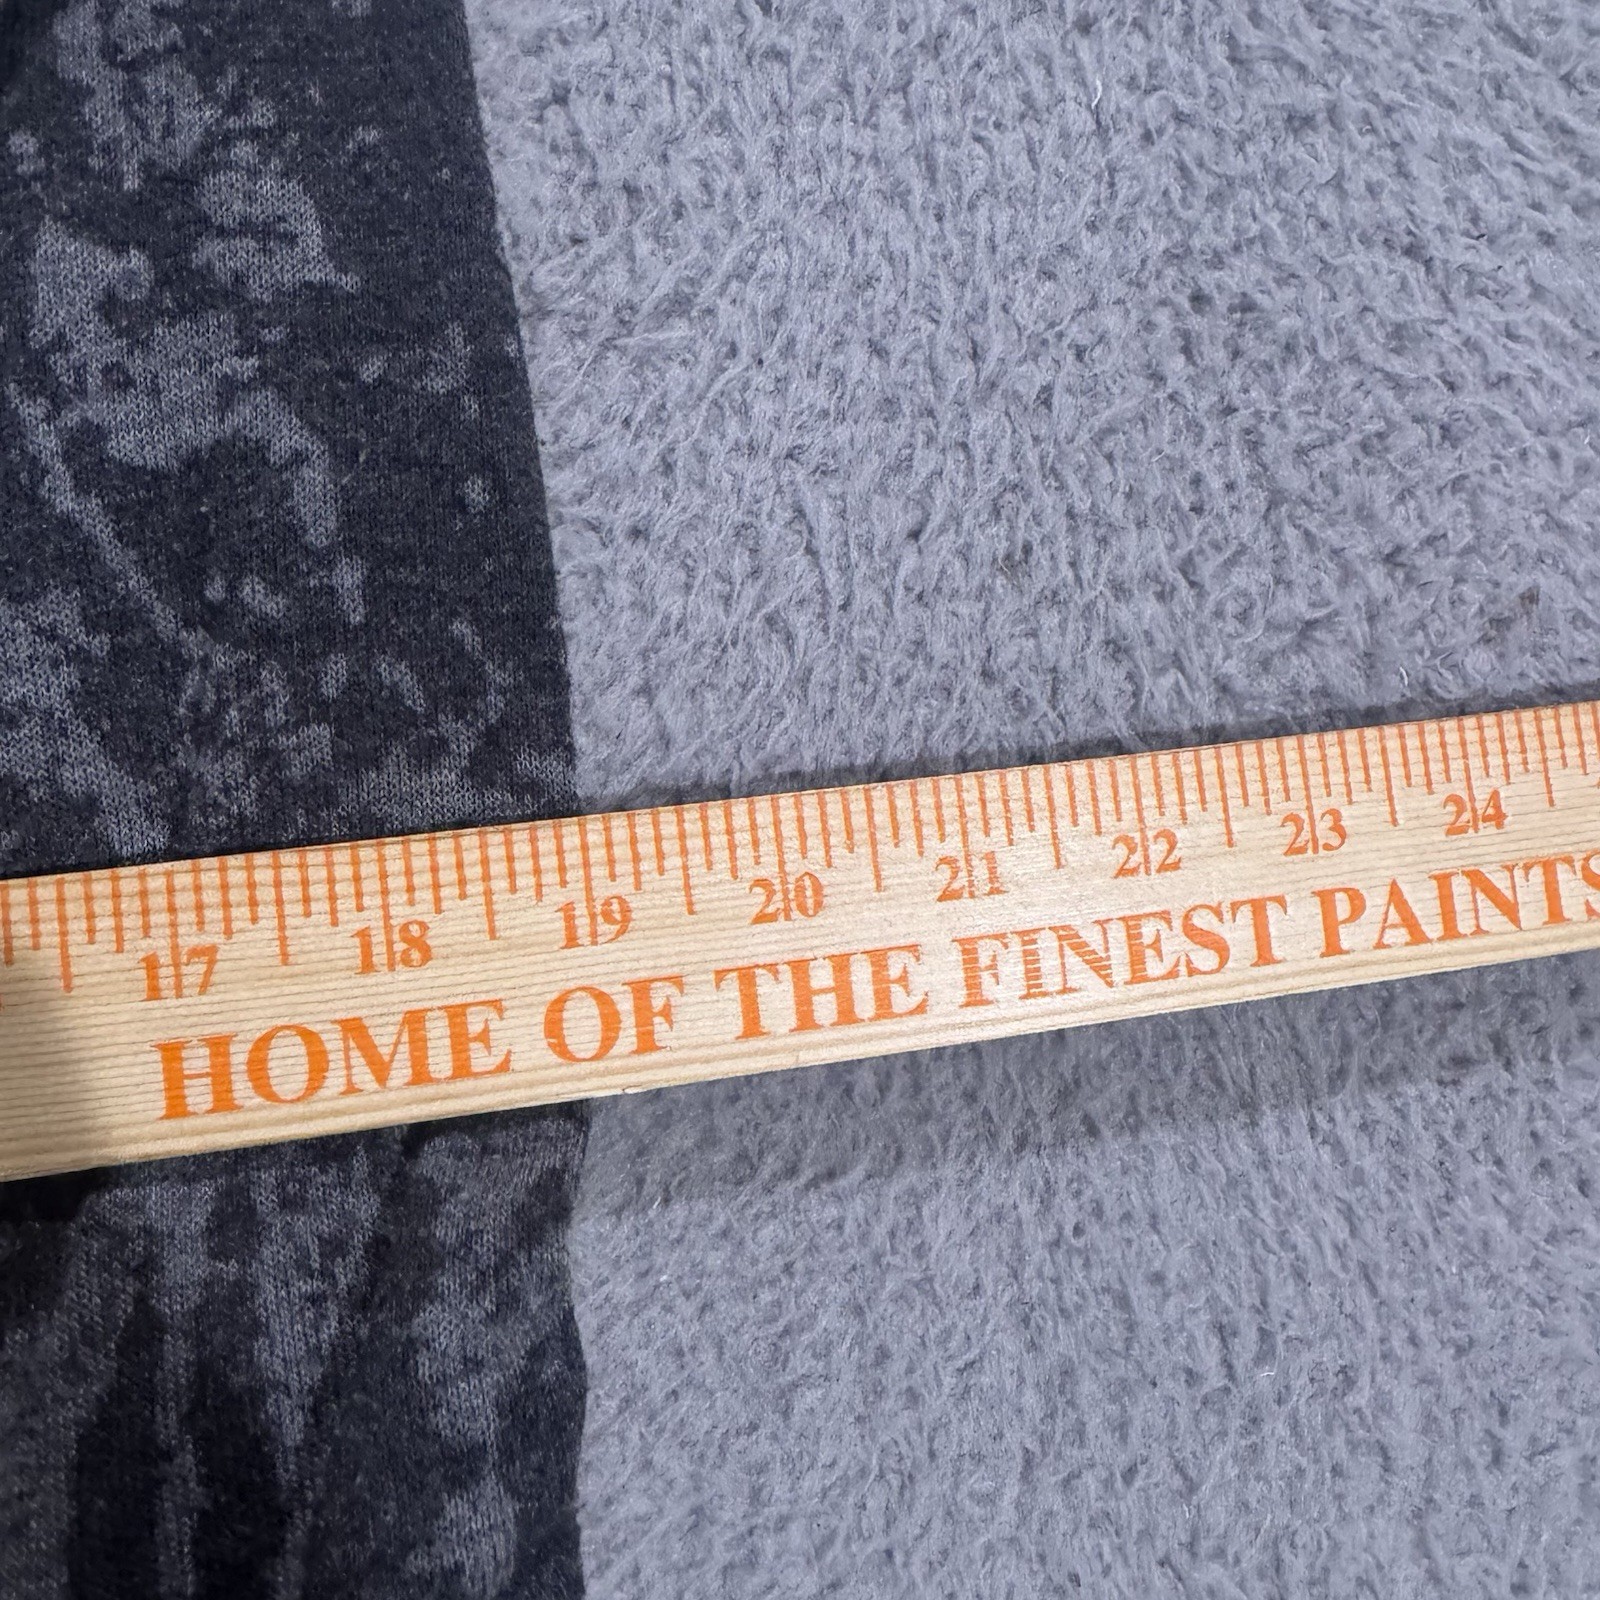 17 18 19 20 21 22 23 24
HOME OF THE FINEST PAINTS